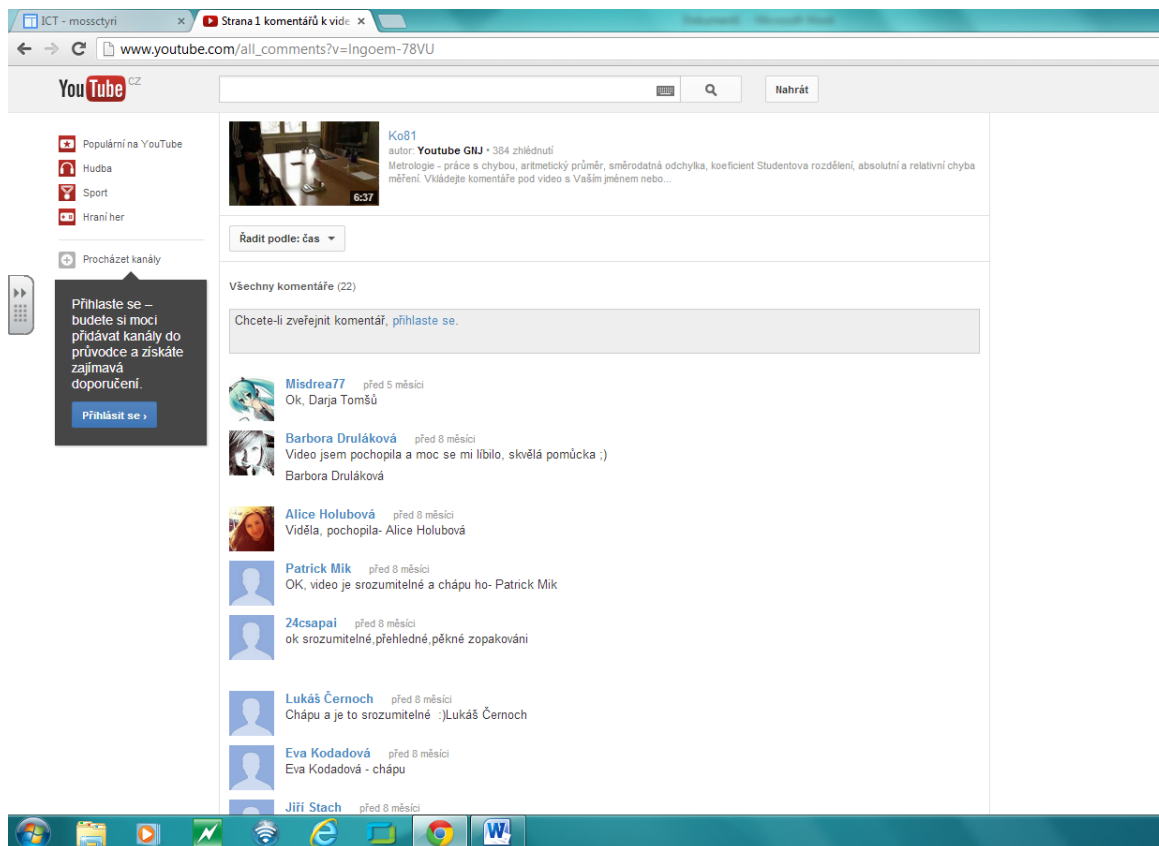 ICT - mossctyri
Strana 1 komentářů k vide
Dokument1 - Microsoft Word
www.youtube.com/all_comments?v=Ingoem-78VU
YouTube CZ
Nahrát
Populární na YouTube
Hudba
Sport
Hraní her
Procházet kanály
Přihlaste se –
budete si moci
přidávat kanály do
průvodce a získáte
zajímavá
doporučení.
Přihlásit se ›
6:37
Ko81
autor: Youtube GNJ • 384 zhlédnutí
Metrologie - práce s chybou, aritmetický průměr, směrodatná odchylka, koeficient Studentova rozdělení, absolutní a relativní chyba
měření. Vkládejte komentáře pod video s Vaším jménem nebo...
Řadit podle: čas
Všechny komentáře (22)
Chcete-li zveřejnit komentář, přihlaste se.
Misdrea77 před 5 měsíci
Ok, Darja Tomšů
Barbora Druláková před 8 měsíci
Video jsem pochopila a moc se mi líbilo, skvělá pomůcka ;)
Barbora Druláková
Alice Holubová před 8 měsíci
Viděla, pochopila- Alice Holubová
Patrick Mik před 8 měsíci
OK, video je srozumitelné a chápu ho- Patrick Mik
24csapai před 8 měsíci
ok srozumitelné,přehledné,pěkné zopakováni
Lukáš Černoch před 8 měsíci
Chápu a je to srozumitelné :)Lukáš Černoch
Eva Kodadová před 8 měsíci
Eva Kodadová - chápu
Jiří Stach před 8 měsíci